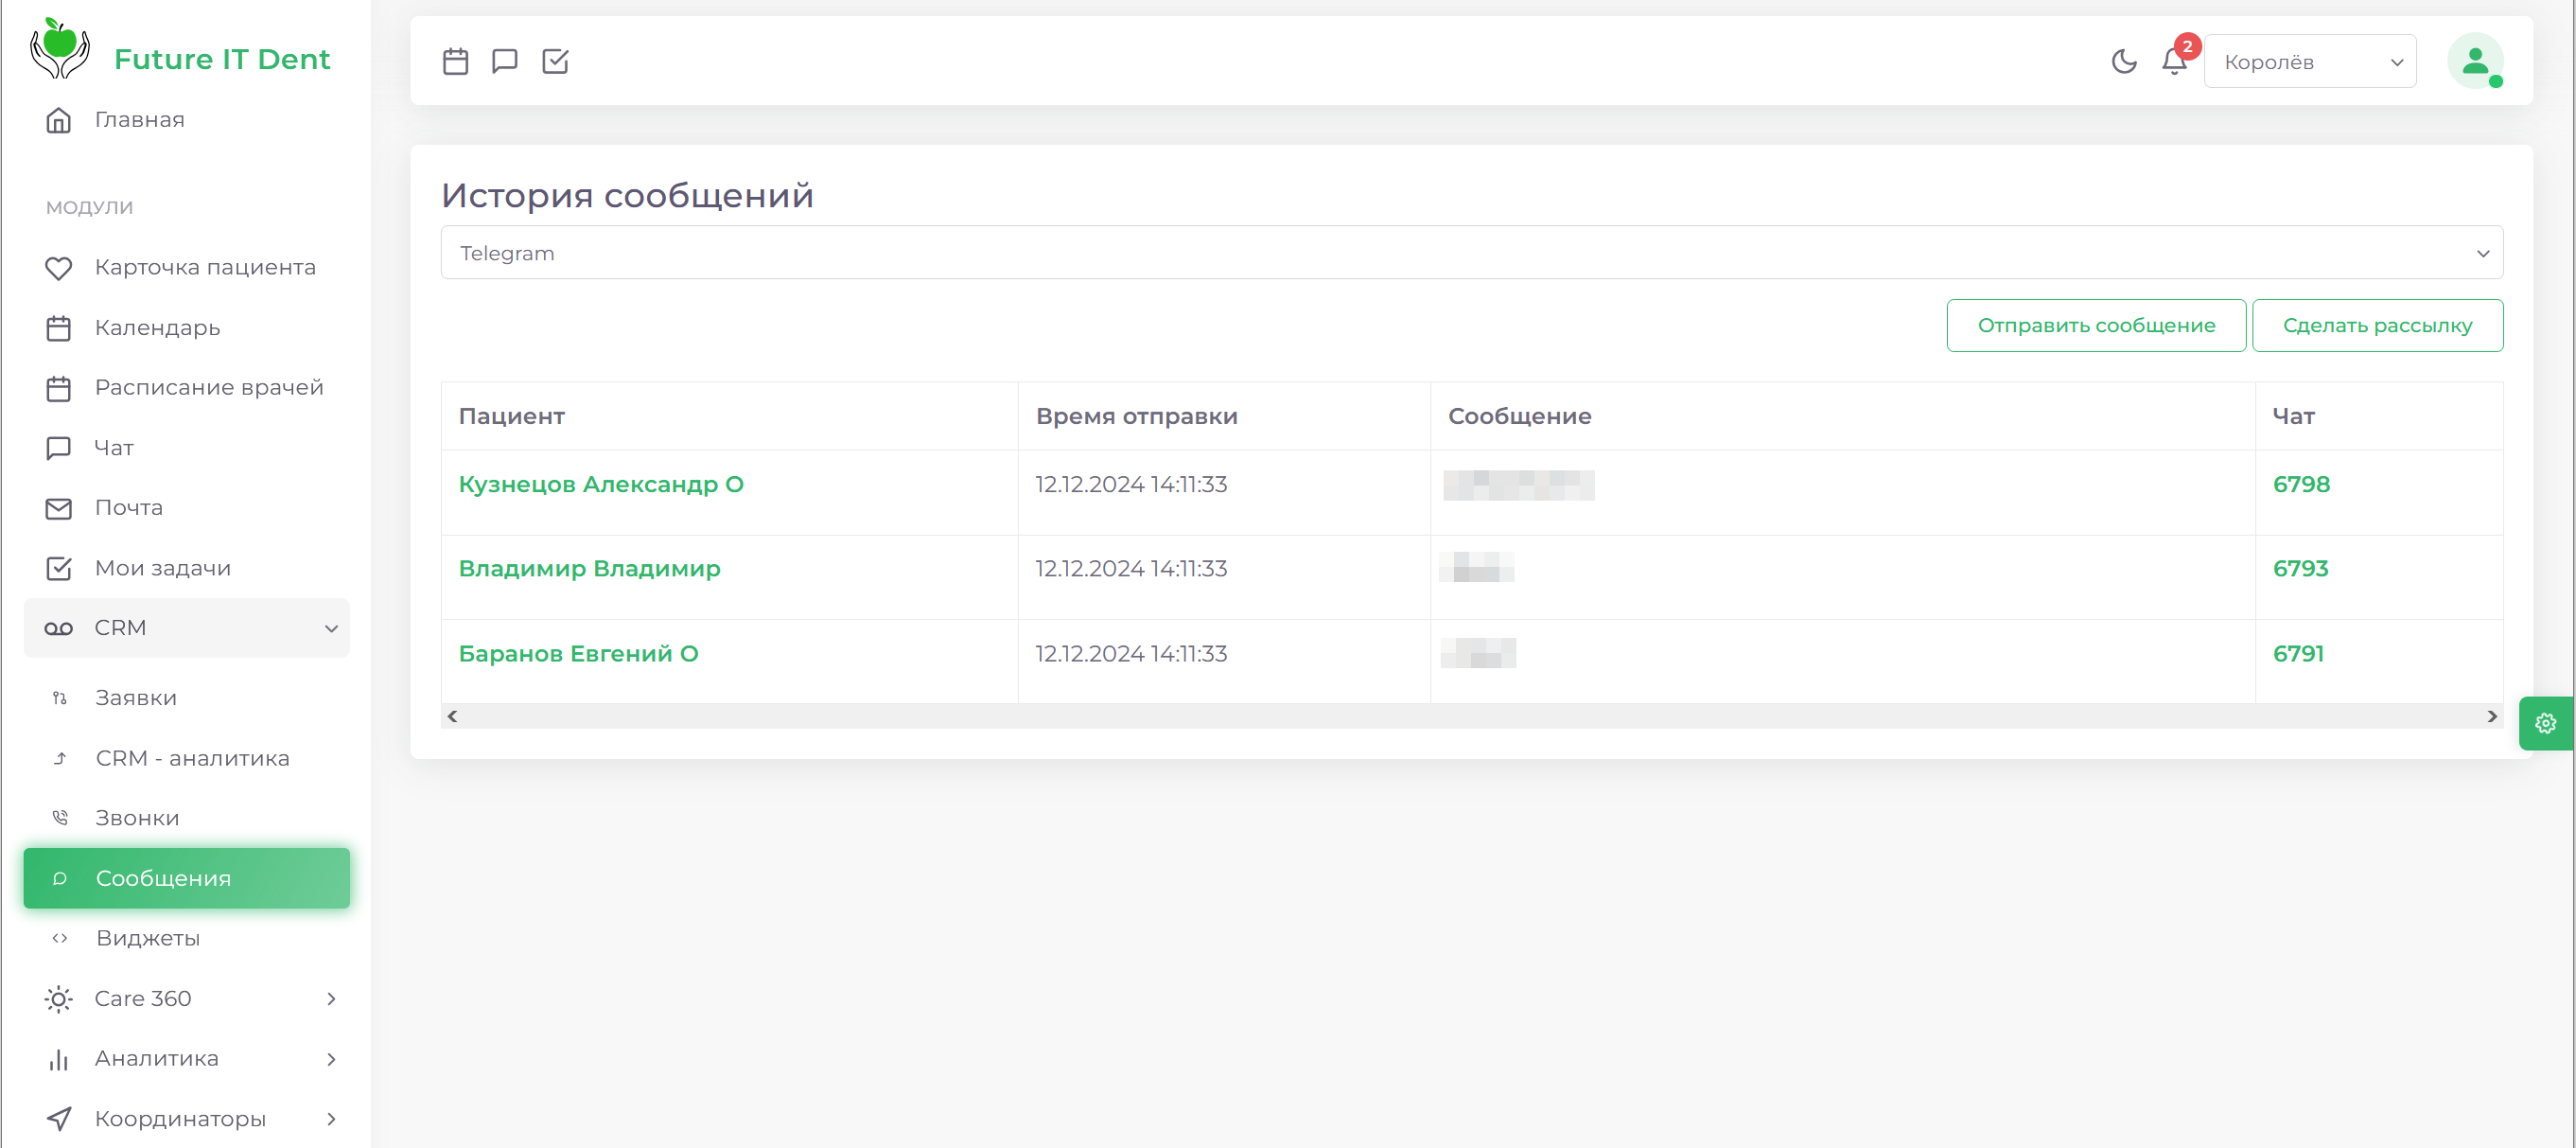 Future IT Dent
Главная
МОДУЛИ
Карточка пациента
Календарь
Расписание врачей
Чат
Почта
Мои задачи
CRM
Заявки
CRM - аналитика
Звонки
Сообщения
Виджеты
Care 360
Аналитика
Координаторы
2
Королёв
История сообщений
Telegram
Отправить сообщение
Сделать рассылку
Пациент Время отправки Сообщение Чат
Кузнецов Александр О 12.12.2024 14:11:33 6798
Владимир Владимир 12.12.2024 14:11:33 6793
Баранов Евгений О 12.12.2024 14:11:33 6791